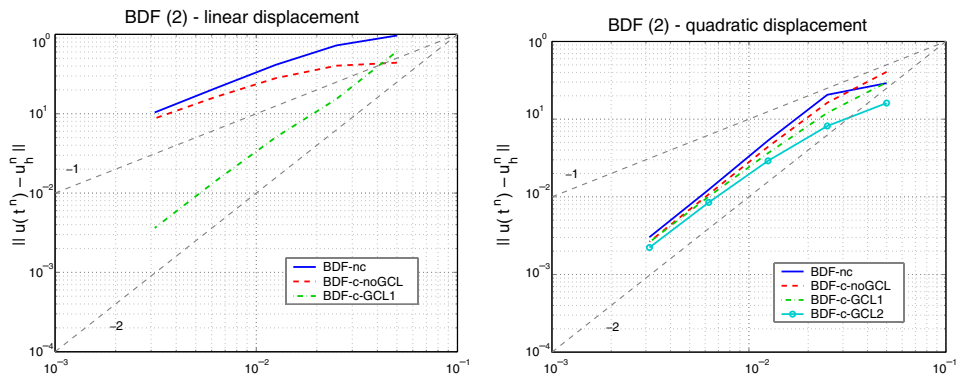 BDF (2) - linear displacement
10^0
10^1
10^-2
10^-3
10^-4
|| u( t^n) - u_h^n ||
-1
-2
BDF-nc
BDF-c-noGCL
BDF-c-GCL1
10^-3
10^-2
10^-1
BDF (2) - quadratic displacement
10^0
10^1
10^-2
10^-3
10^-4
|| u( t^n) - u_h^n ||
-1
-2
BDF-nc
BDF-c-noGCL
BDF-c-GCL1
BDF-c-GCL2
10^-3
10^-2
10^-1